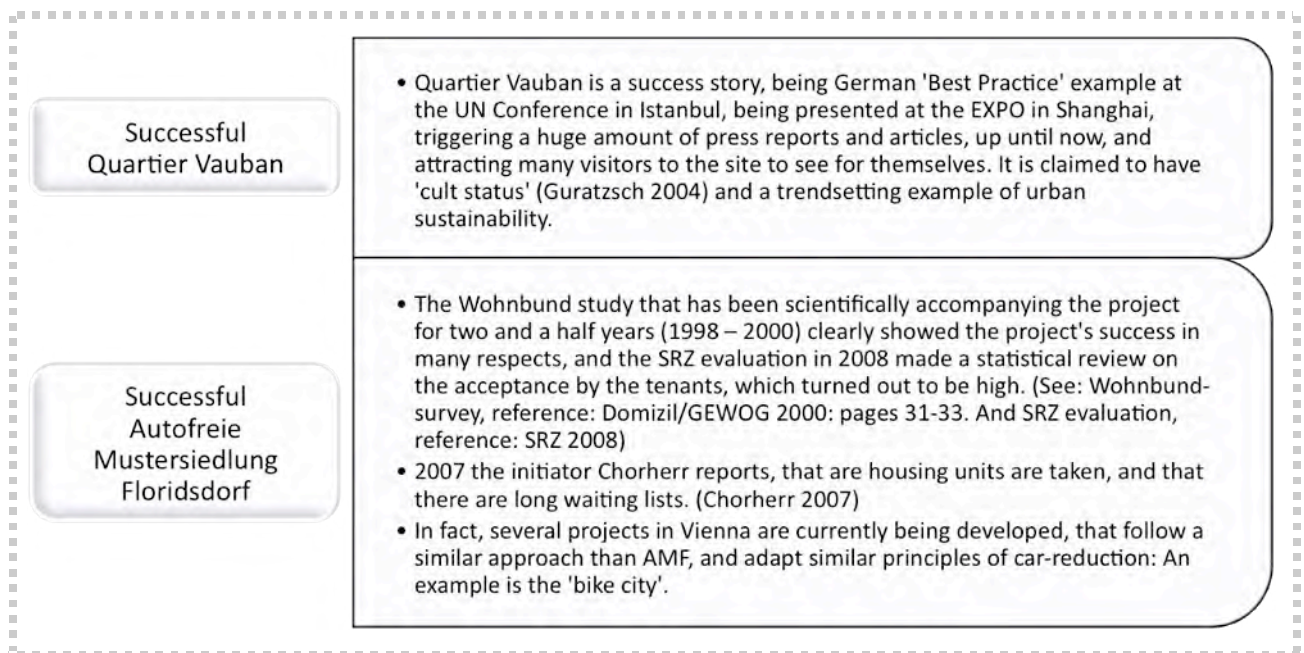 Successful
Quartier Vauban
• Quartier Vauban is a success story, being German 'Best Practice' example at
the UN Conference in Istanbul, being presented at the EXPO in Shanghai,
triggering a huge amount of press reports and articles, up until now, and
attracting many visitors to the site to see for themselves. It is claimed to have
'cult status' (Guratzsch 2004) and a trendsetting example of urban
sustainability.
Successful
Autofreie
Mustersiedlung
Floridsdorf
• The Wohnbund study that has been scientifically accompanying the project
for two and a half years (1998 – 2000) clearly showed the project's success in
many respects, and the SRZ evaluation in 2008 made a statistical review on
the acceptance by the tenants, which turned out to be high. (See: Wohnbund-
survey, reference: Domizil/GEWOG 2000: pages 31-33. And SRZ evaluation,
reference: SRZ 2008)
• 2007 the initiator Chorherr reports, that are housing units are taken, and that
there are long waiting lists. (Chorherr 2007)
• In fact, several projects in Vienna are currently being developed, that follow a
similar approach than AMF, and adapt similar principles of car-reduction: An
example is the 'bike city'.